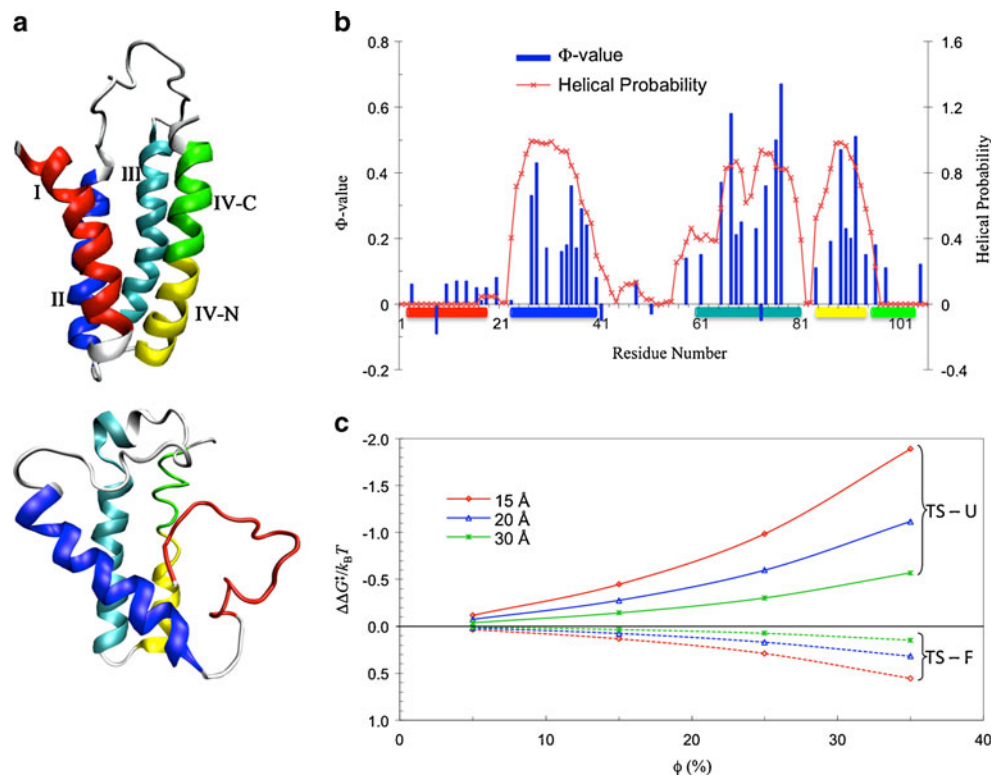 a
I
II
III
IV-C
IV-N
b
Φ-value
Helical Probability
0.8
0.6
0.4
0.2
0
-0.2
Φ-value
1.6
1.2
0.8
0.4
0
-0.4
Helical Probability
1 21 41 61 81 101
Residue Number
c
-2.0
-1.5
-1.0
-0.5
0.0
0.5
1.0
ΔΔG‡/kBT
15 Å
20 Å
30 Å
TS – U
TS – F
0 10 20 30 40
ϕ (%)